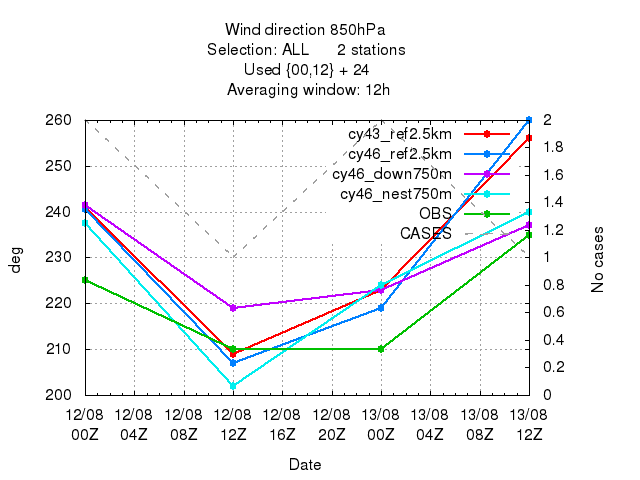 Wind direction 850hPa
Selection: ALL 2 stations
Used {00,12} + 24
Averaging window: 12h
260
250
240
230
220
210
200
deg
cy43_ref2.5km
cy46_ref2.5km
cy46_down750m
cy46_nest750m
OBS
CASES
2
1.8
1.6
1.4
1.2
1
0.8
0.6
0.4
0.2
0
No cases
12/08 12/08 12/08 12/08 12/08 12/08 13/08 13/08 13/08 13/08
00Z 04Z 08Z 12Z 16Z 20Z 00Z 04Z 08Z 12Z
Date